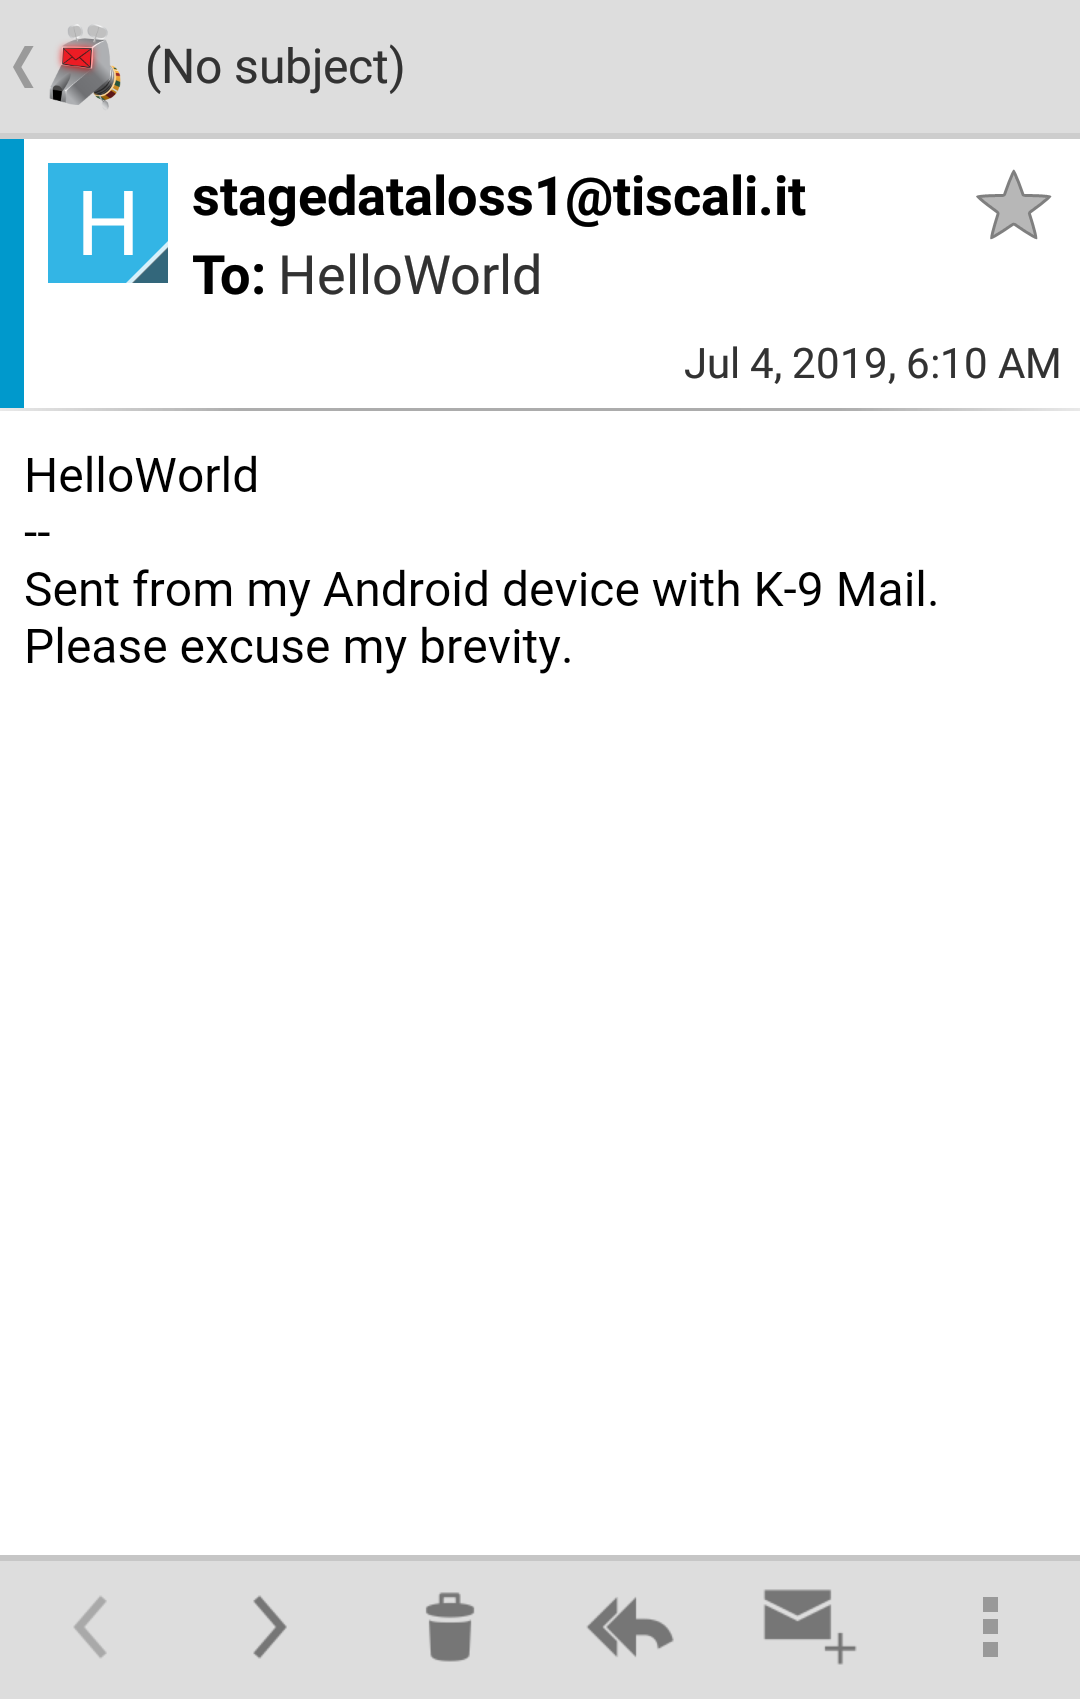 (No subject)
H
stagedataloss1@tiscali.it
To: HelloWorld
Jul 4, 2019, 6:10 AM
HelloWorld
--
Sent from my Android device with K-9 Mail.
Please excuse my brevity.